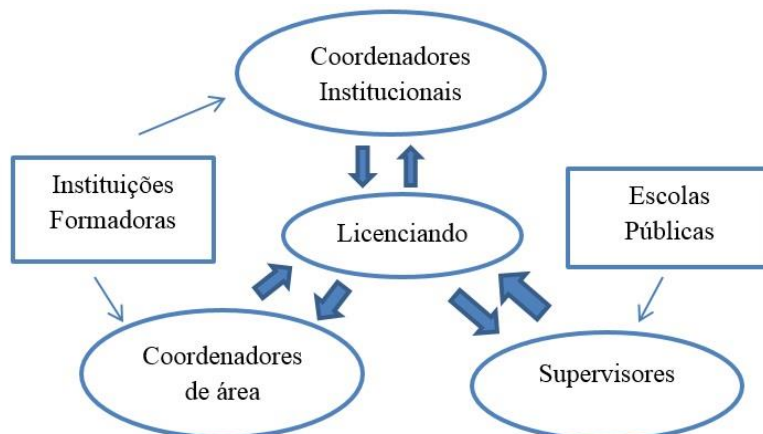 Coordenadores
Institucionais
Instituições
Formadoras
Escolas
Públicas
Licenciando
Coordenadores
de área
Supervisores